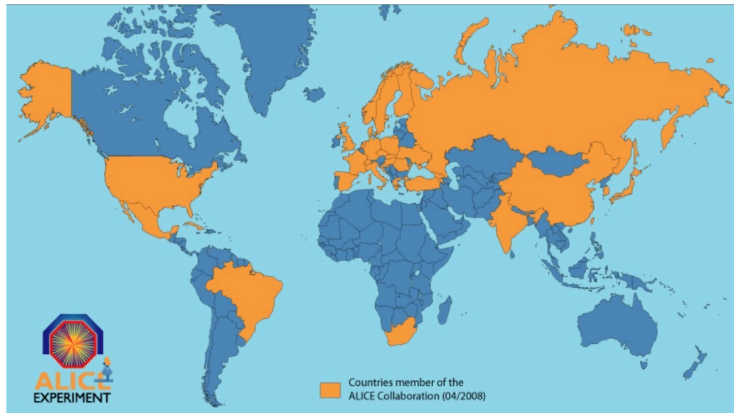 ALICE
EXPERIMENT
Countries member of the
ALICE Collaboration (04/2008)